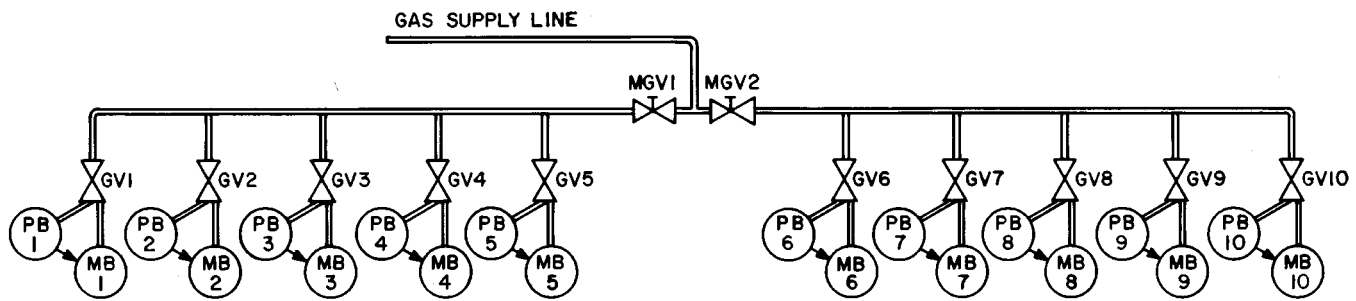 GAS SUPPLY LINE
MGV1 MGV2
GV1 GV2 GV3 GV4 GV5 GV6 GV7 GV8 GV9 GV10
PB PB PB PB PB PB PB PB PB PB
1 2 3 4 5 6 7 8 9 10
MB MB MB MB MB MB MB MB MB MB
1 2 3 4 5 6 7 8 9 10